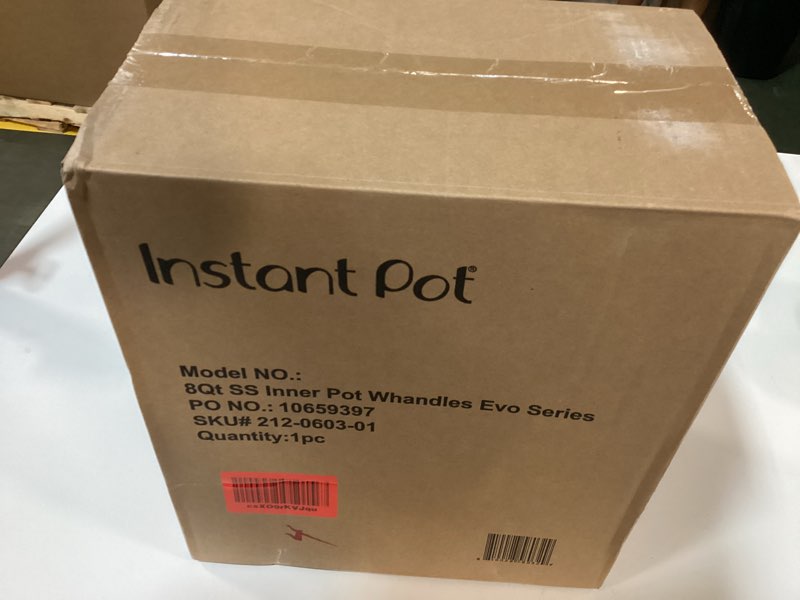 Instant Pot®
Model NO.:
8Qt SS Inner Pot Whandles Evo Series
PO NO.: 10659397
SKU# 212-0603-01
Quantity:1pc